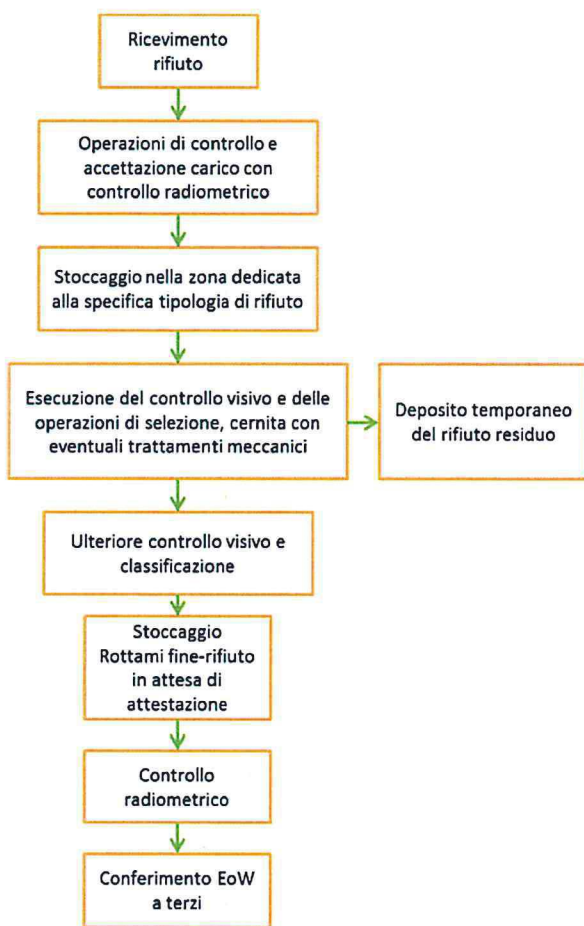 Ricevimento
rifiuto
Operazioni di controllo e
accettazione carico con
controllo radiometrico
Stoccaggio nella zona dedicata
alla specifica tipologia di rifiuto
Esecuzione del controllo visivo e delle
operazioni di selezione, cernita con
eventuali trattamenti meccanici
Deposito temporaneo
del rifiuto residuo
Ulteriore controllo visivo e
classificazione
Stoccaggio
Rottami fine-rifiuto
in attesa di
attestazione
Controllo
radiometrico
Conferimento EoW
a terzi